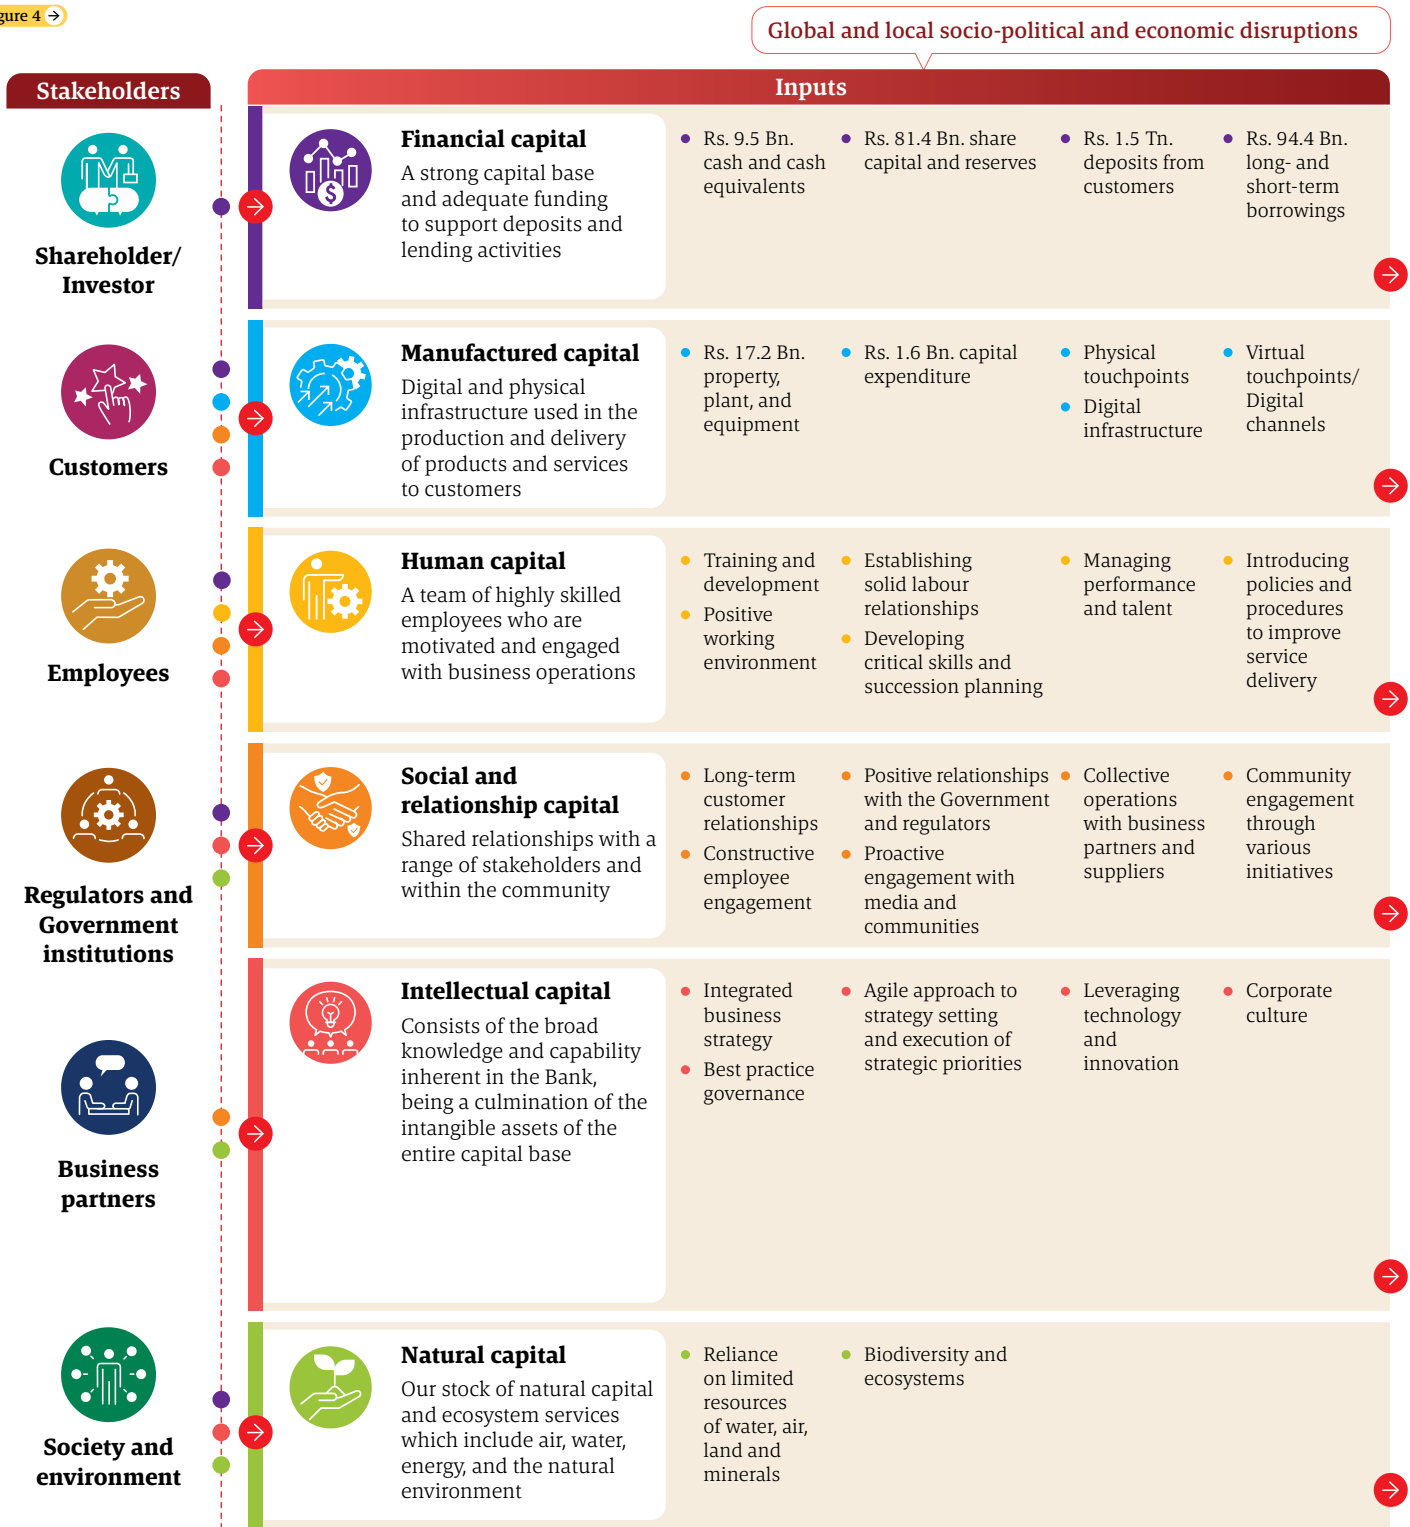 gure 4
Global and local socio-political and economic disruptions
Stakeholders
Inputs
Shareholder/
Investor
Financial capital
A strong capital base
and adequate funding
to support deposits and
lending activities
Rs. 9.5 Bn.
cash and cash
equivalents
Rs. 81.4 Bn. share
capital and reserves
Rs. 1.5 Tn.
deposits from
customers
Rs. 94.4 Bn.
long- and
short-term
borrowings
Customers
Manufactured capital
Digital and physical
infrastructure used in the
production and delivery
of products and services
to customers
Rs. 17.2 Bn.
property,
plant, and
equipment
Rs. 1.6 Bn. capital
expenditure
Physical
touchpoints
Digital
infrastructure
Virtual
touchpoints/
Digital
channels
Employees
Human capital
A team of highly skilled
employees who are
motivated and engaged
with business operations
Training and
development
Positive
working
environment
Establishing
solid labour
relationships
Developing
critical skills and
succession planning
Managing
performance
and talent
Introducing
policies and
procedures
to improve
service
delivery
Regulators and
Government
institutions
Social and
relationship capital
Shared relationships with a
range of stakeholders and
within the community
Long-term
customer
relationships
Constructive
employee
engagement
Positive relationships
with the Government
and regulators
Proactive
engagement with
media and
communities
Collective
operations
with business
partners and
suppliers
Community
engagement
through
various
initiatives
Business
partners
Intellectual capital
Consists of the broad
knowledge and capability
inherent in the Bank,
being a culmination of the
intangible assets of the
entire capital base
Integrated
business
strategy
Best practice
governance
Agile approach to
strategy setting
and execution of
strategic priorities
Leveraging
technology
and
innovation
Corporate
culture
Society and
environment
Natural capital
Our stock of natural capital
and ecosystem services
which include air, water,
energy, and the natural
environment
Reliance
on limited
resources
of water, air,
land and
minerals
Biodiversity and
ecosystems